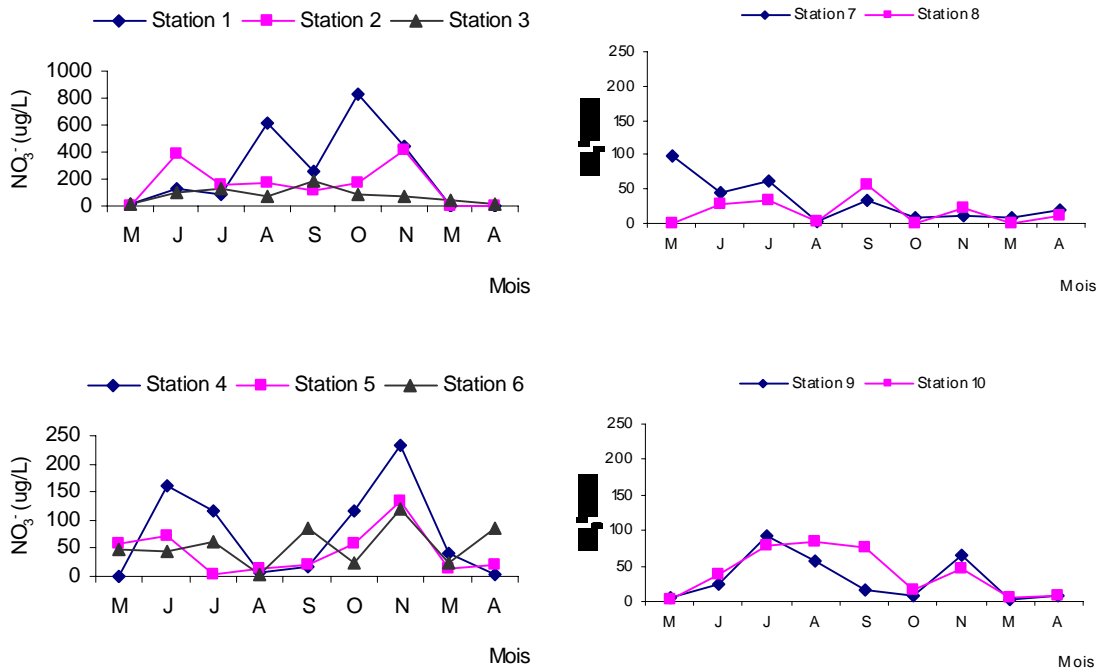 Station 1 Station 2 Station 3
NO₃⁻ (ug/L)
1000
800
600
400
200
0
M J J A S O N M A
Mois
Station 7 Station 8
250
200
150
100
50
0
M J J A S O N M A
Mois
Station 4 Station 5 Station 6
NO₃⁻ (ug/L)
250
200
150
100
50
0
M J J A S O N M A
Mois
Station 9 Station 10
250
200
150
100
50
0
M J J A S O N M A
Mois